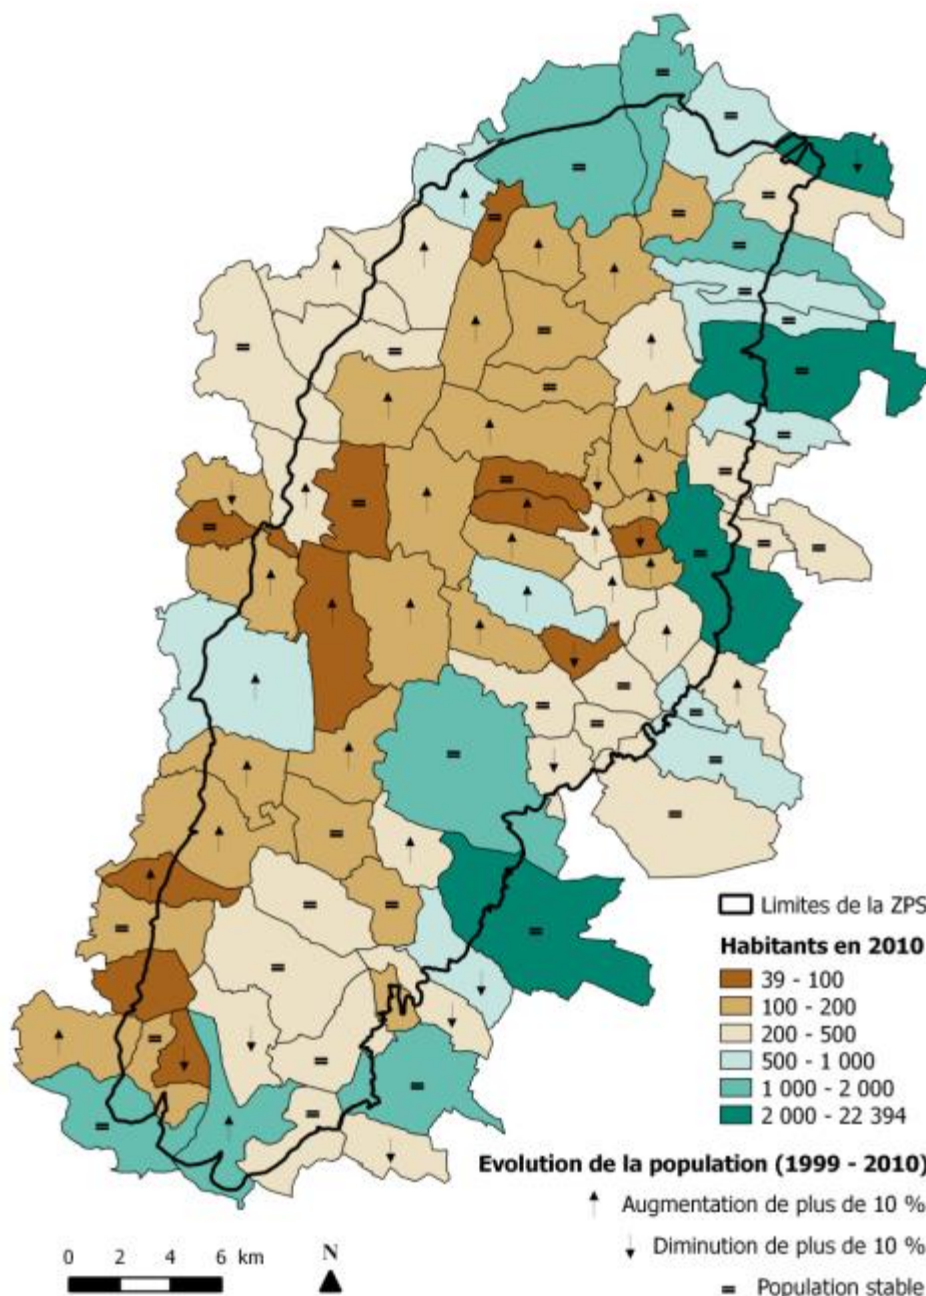 Limites de la ZPS
Habitants en 2010
39 - 100
100 - 200
200 - 500
500 - 1 000
1 000 - 2 000
2 000 - 22 394
Evolution de la population (1999 - 2010)
↑ Augmentation de plus de 10 %
↓ Diminution de plus de 10 %
= Population stable
0 2 4 6 km
N